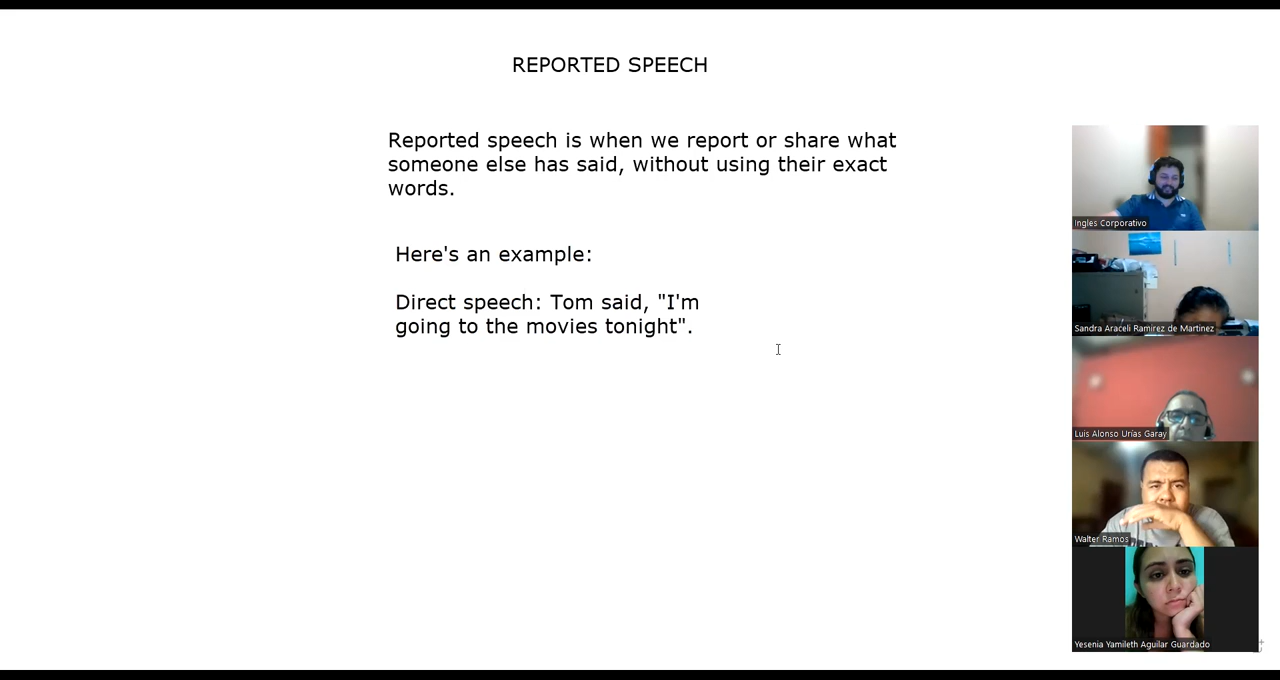 REPORTED SPEECH
Reported speech is when we report or share what
someone else has said, without using their exact
words.
Here's an example:
Direct speech: Tom said, "I'm
going to the movies tonight".
Ingles Corporativo
Sandra Araceli Ramirez de Martinez
Luis Alonso Urías Garay
Walter Ramos
Yesenia Yamileth Aguilar Guardado